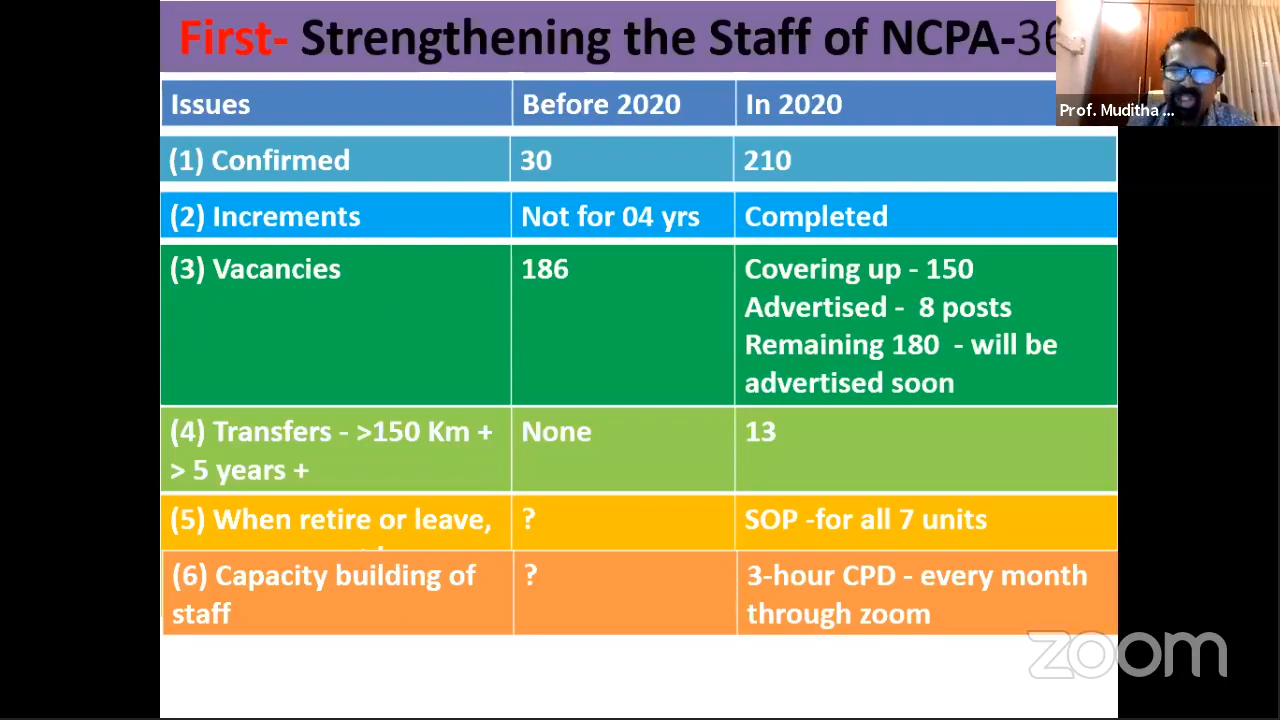 First- Strengthening the Staff of NCPA-36
Prof. Muditha ...
Issues
Before 2020
In 2020
(1) Confirmed
30
210
(2) Increments
Not for 04 yrs
Completed
(3) Vacancies
186
Covering up - 150
Advertised - 8 posts
Remaining 180 - will be
advertised soon
(4) Transfers - >150 Km +
> 5 years +
None
13
(5) When retire or leave,
?
SOP -for all 7 units
(6) Capacity building of
staff
?
3-hour CPD - every month
through zoom
zoom